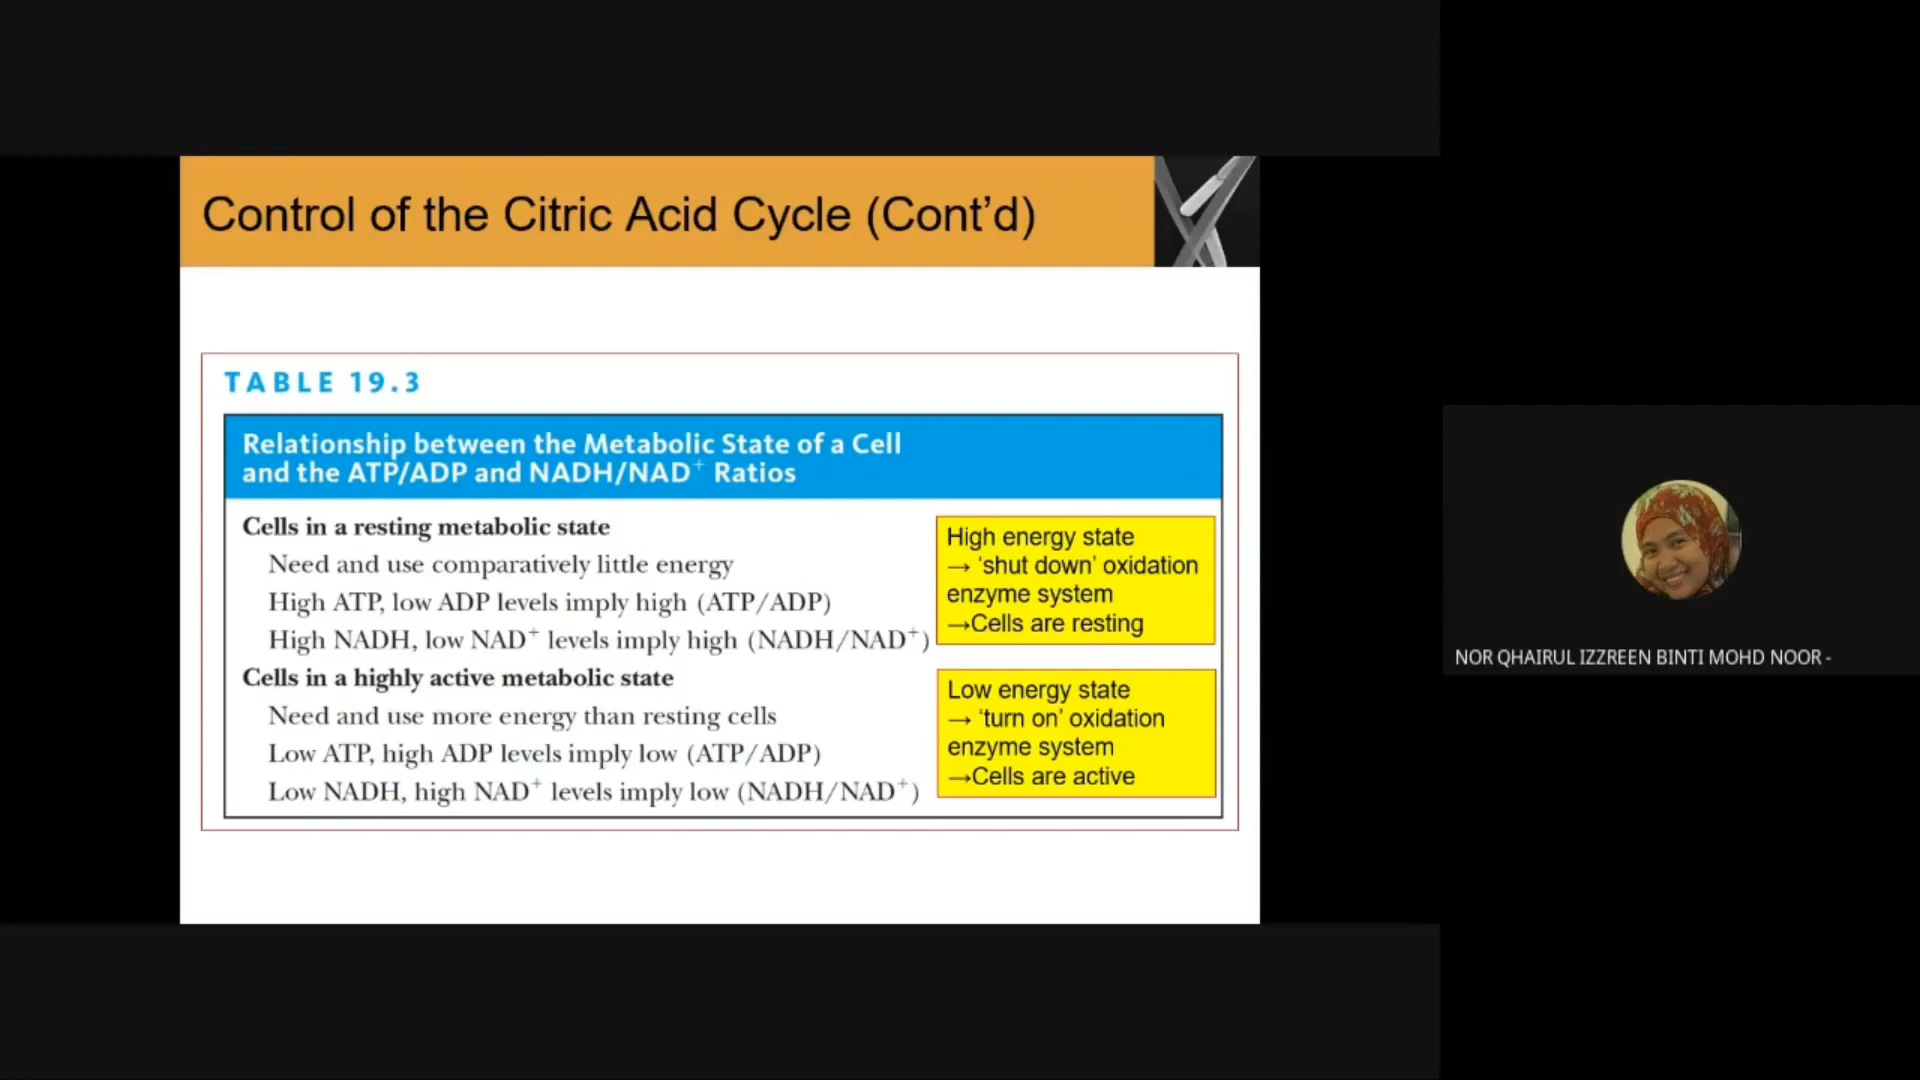 Control of the Citric Acid Cycle (Cont’d)
TABLE 19.3
Relationship between the Metabolic State of a Cell
and the ATP/ADP and NADH/NAD⁺ Ratios
Cells in a resting metabolic state
Need and use comparatively little energy
High ATP, low ADP levels imply high (ATP/ADP)
High NADH, low NAD⁺ levels imply high (NADH/NAD⁺)
High energy state
→ ‘shut down’ oxidation
enzyme system
→Cells are resting
Cells in a highly active metabolic state
Need and use more energy than resting cells
Low ATP, high ADP levels imply low (ATP/ADP)
Low NADH, high NAD⁺ levels imply low (NADH/NAD⁺)
Low energy state
→ ‘turn on’ oxidation
enzyme system
→Cells are active
NOR QHAIRUL IZZREEN BINTI MOHD NOOR -